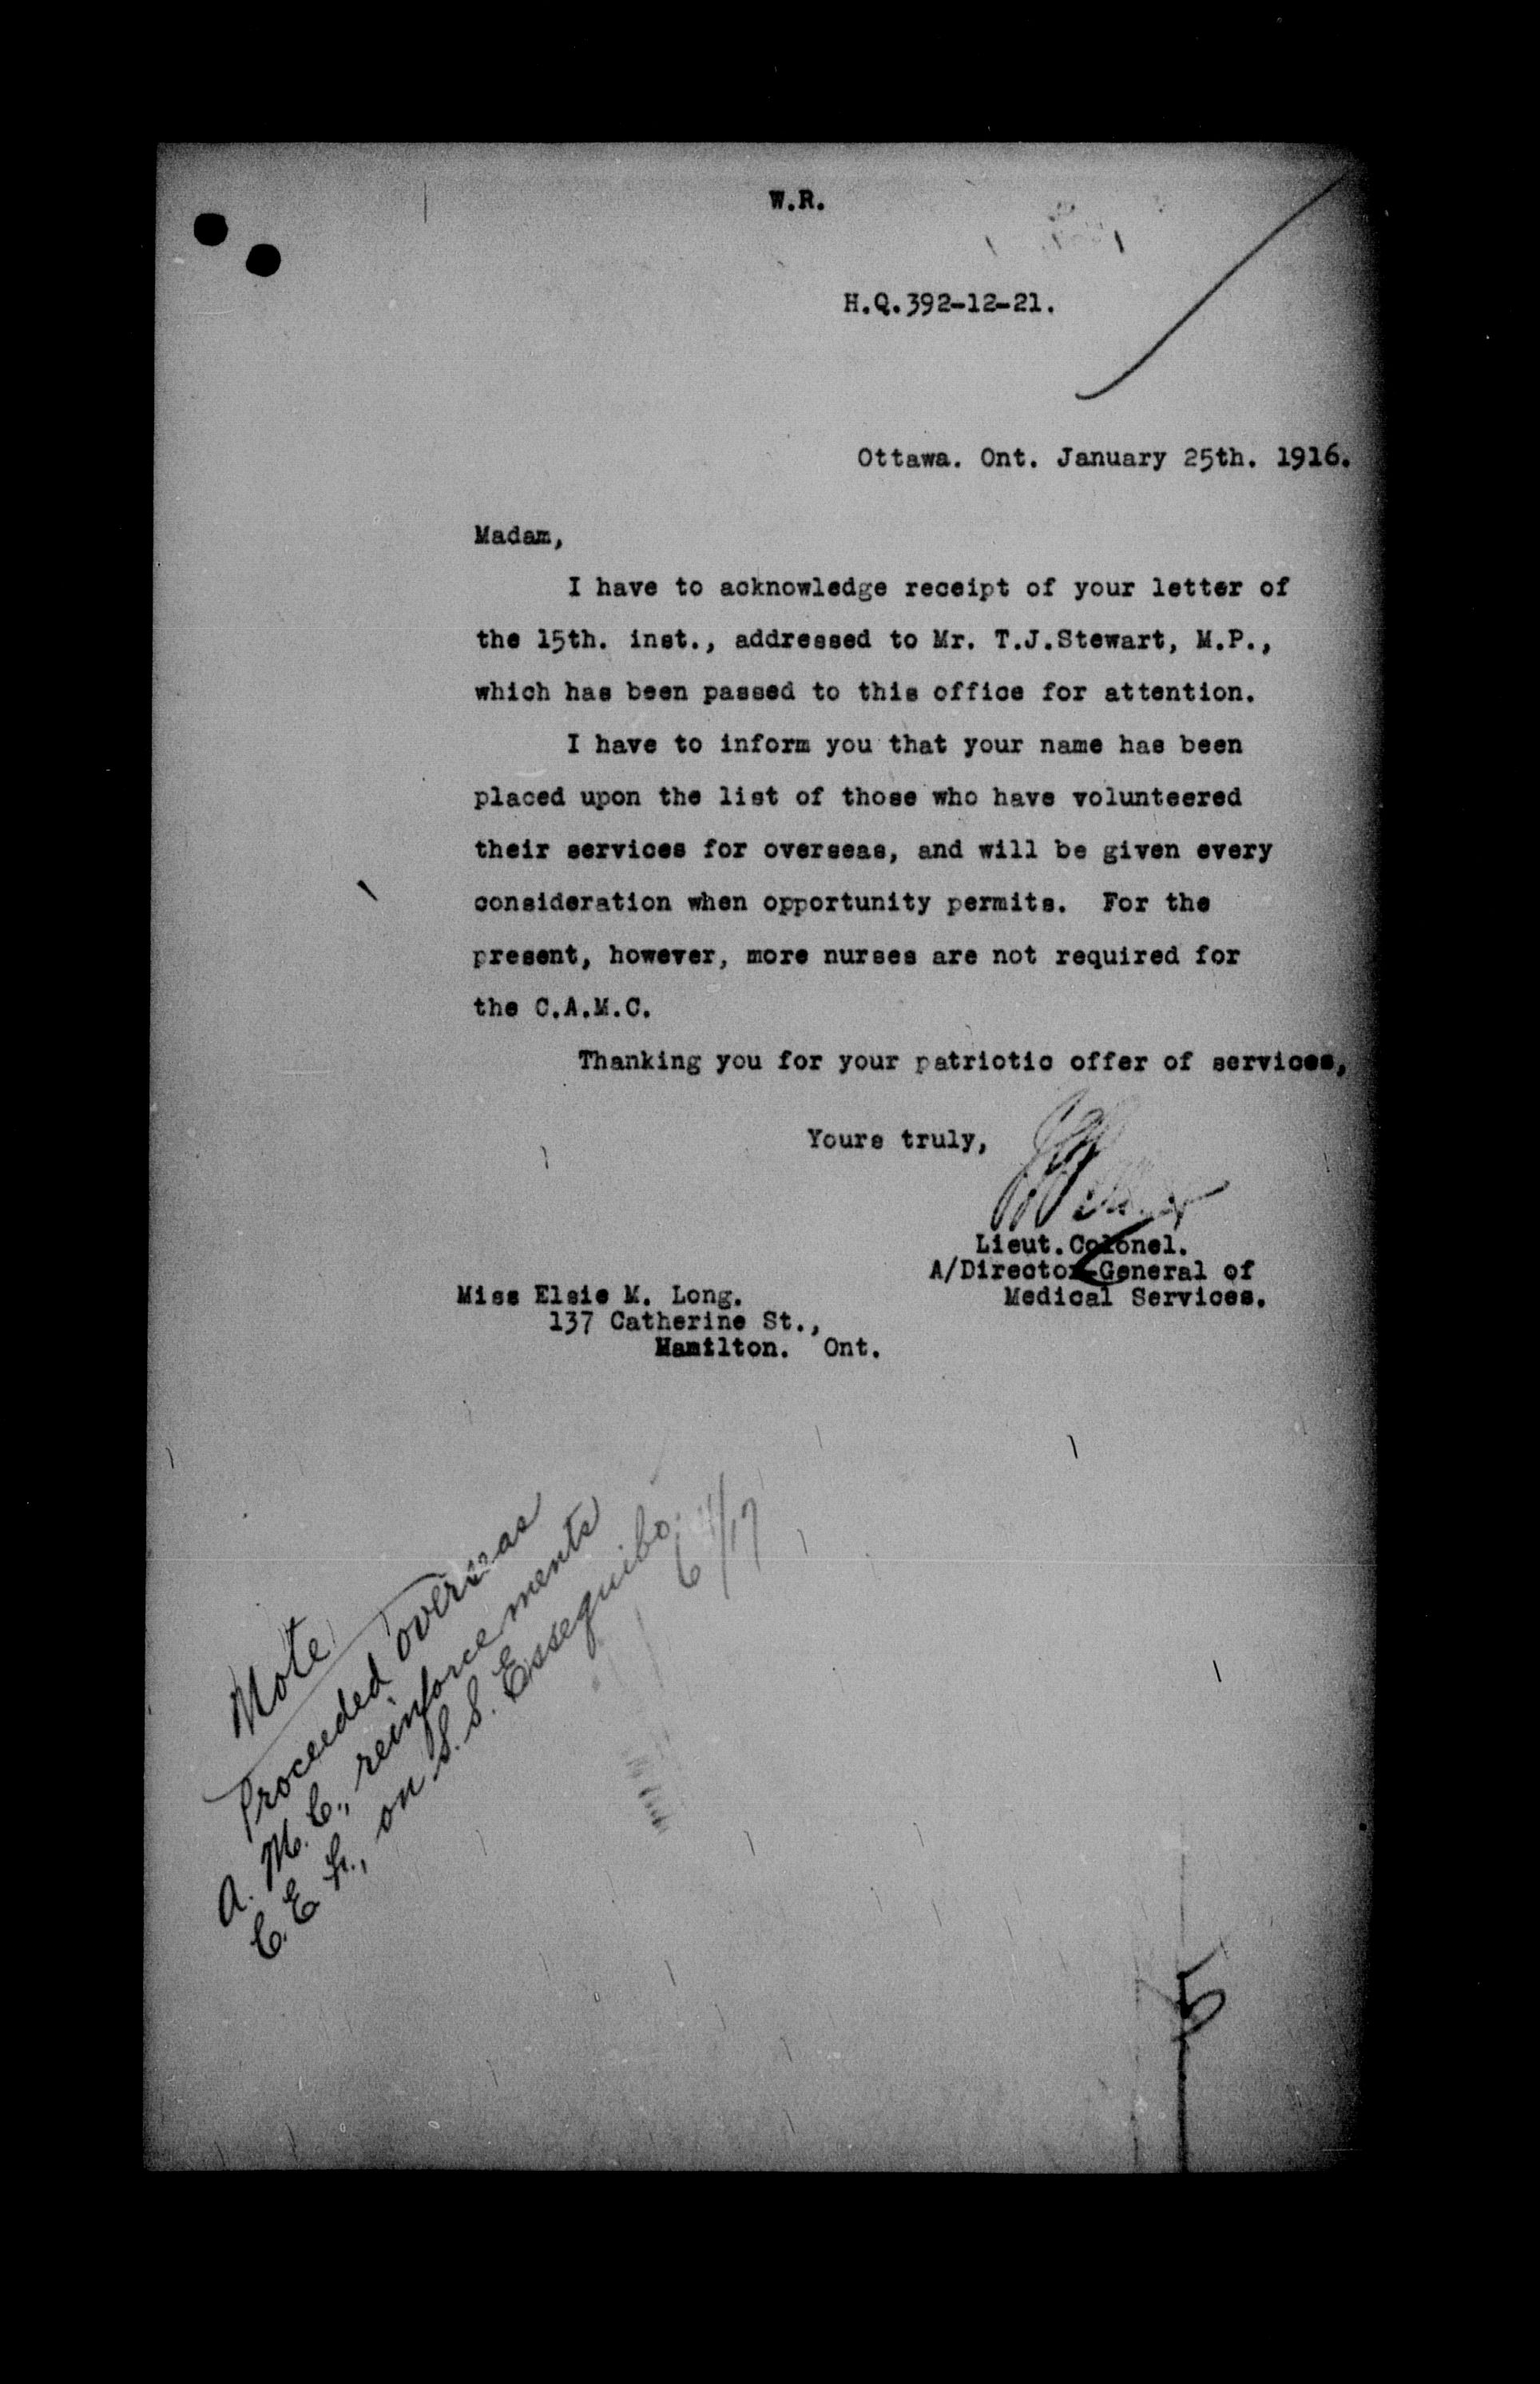 W.R.
H.Q.392-12-21.
Ottawa. Ont. January 25th. 1916.
Madam,
I have to acknowledge receipt of your letter of
the 15th. inst., addressed to Mr. T.J.Stewart, M.P.,
which has been passed to this office for attention.
I have to inform you that your name has been
placed upon the list of those who have volunteered
their services for overseas, and will be given every
consideration when opportunity permits. For the
present, however, more nurses are not required for
the C.A.M.C.
Thanking you for your patriotic offer of services,
Yours truly,
Lieut.Colonel.
A/Director-General of
Medical Services.
Miss Elsie M. Long.
137 Catherine St.,
Hamilton. Ont.
Note
Proceeded overseas
A. M. C., reinforcements
C. E. F., on S. S. Essequibo
5